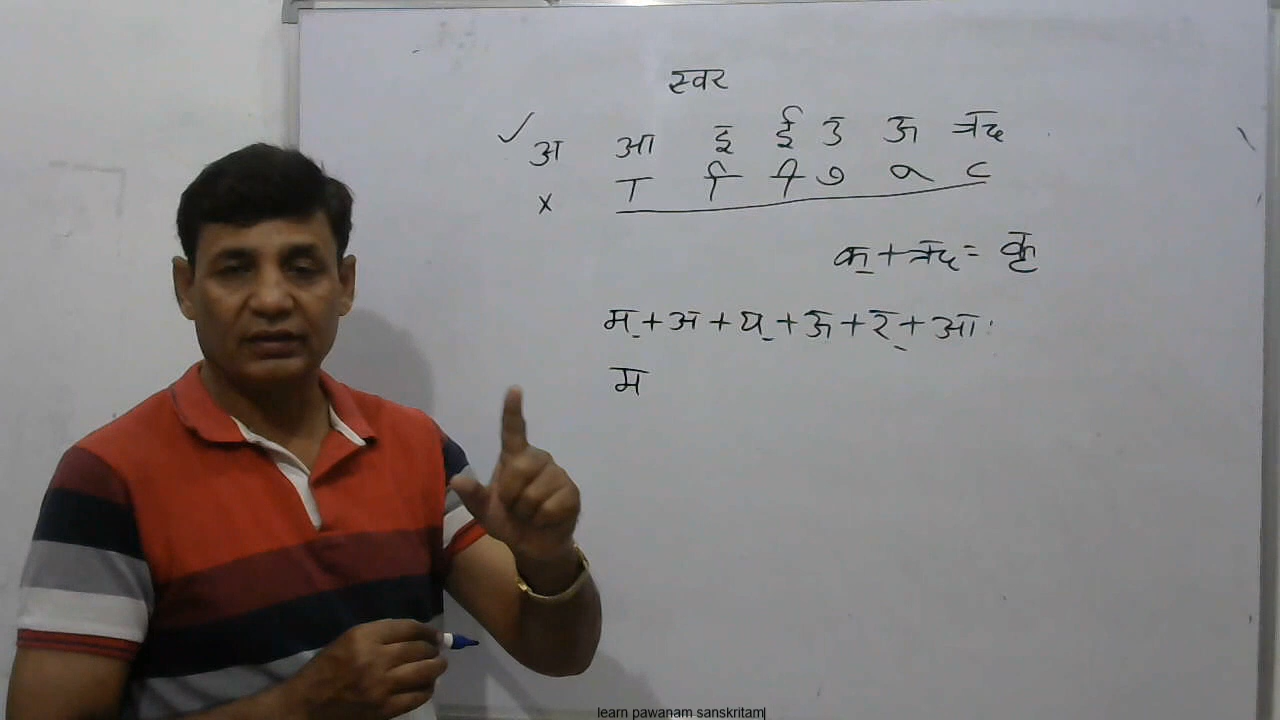 स्वर
✓ अ आ इ ई उ ऊ ऋ
x ा ि ी ु ू ृ
क् + ऋ = कृ
म् + अ + य् + ऊ + र् + आः
म
learn pawanam sanskritam|